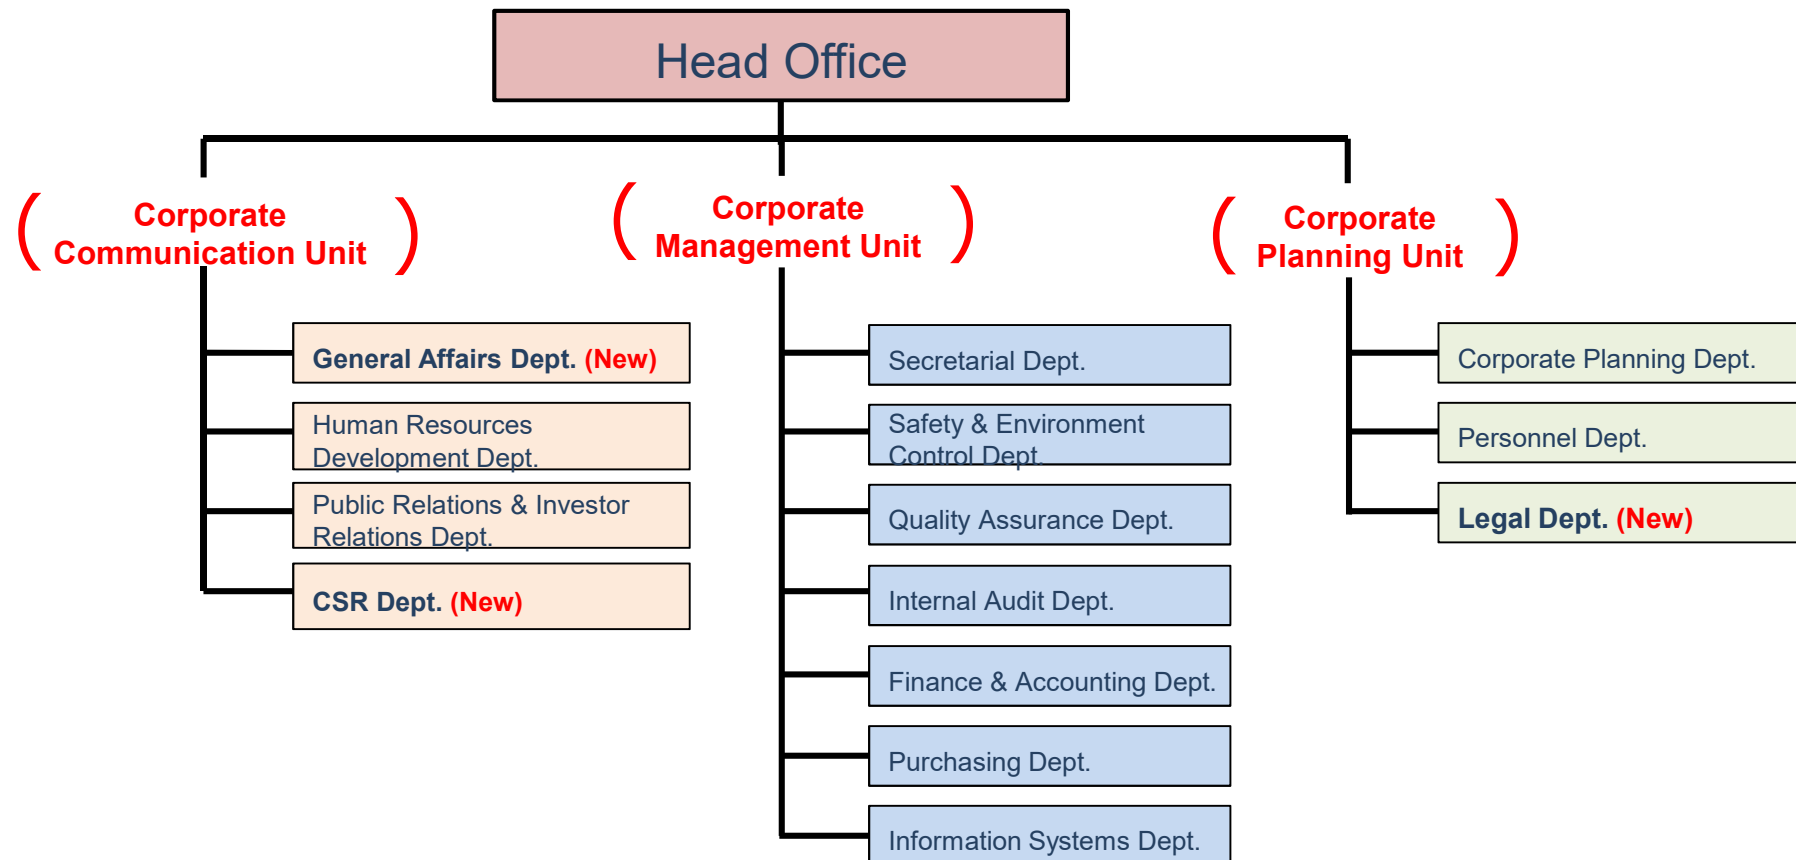 Head Office
Corporate
Communication Unit
General Affairs Dept. (New)
Human Resources
Development Dept.
Public Relations & Investor
Relations Dept.
CSR Dept. (New)
Corporate
Management Unit
Secretarial Dept.
Safety & Environment
Control Dept.
Quality Assurance Dept.
Internal Audit Dept.
Finance & Accounting Dept.
Purchasing Dept.
Information Systems Dept.
Corporate
Planning Unit
Corporate Planning Dept.
Personnel Dept.
Legal Dept. (New)